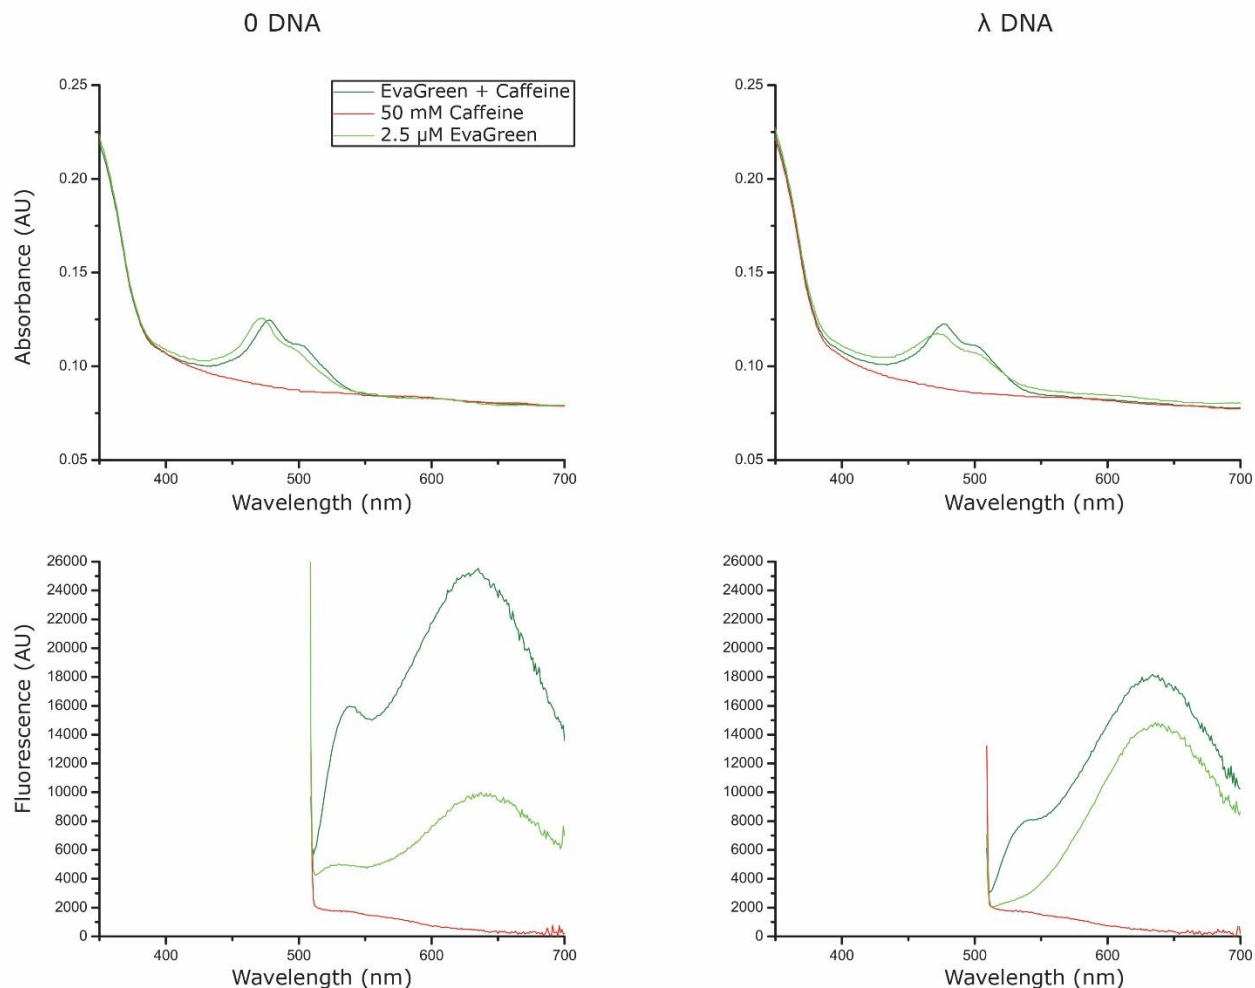 0 DNA
λ DNA
EvaGreen + Caffeine
50 mM Caffeine
2.5 µM EvaGreen
Absorbance (AU)
0.25
0.20
0.15
0.10
0.05
400 500 600 700
Wavelength (nm)
0.25
0.20
0.15
0.10
0.05
400 500 600 700
Wavelength (nm)
Fluorescence (AU)
26000
24000
22000
20000
18000
16000
14000
12000
10000
8000
6000
4000
2000
0
400 500 600 700
Wavelength (nm)
26000
24000
22000
20000
18000
16000
14000
12000
10000
8000
6000
4000
2000
0
400 500 600 700
Wavelength (nm)